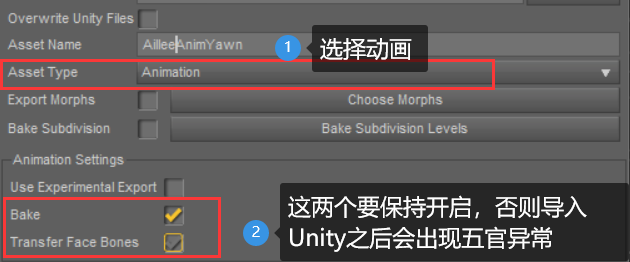 Overwrite Unity Files
Asset Name AilleeAnimYawn
1 选择动画
Asset Type Animation
Export Morphs Choose Morphs
Bake Subdivision Bake Subdivision Levels
Animation Settings
Use Experimental Export
Bake
Transfer Face Bones
2 这两个要保持开启，否则导入
Unity之后会出现五官异常